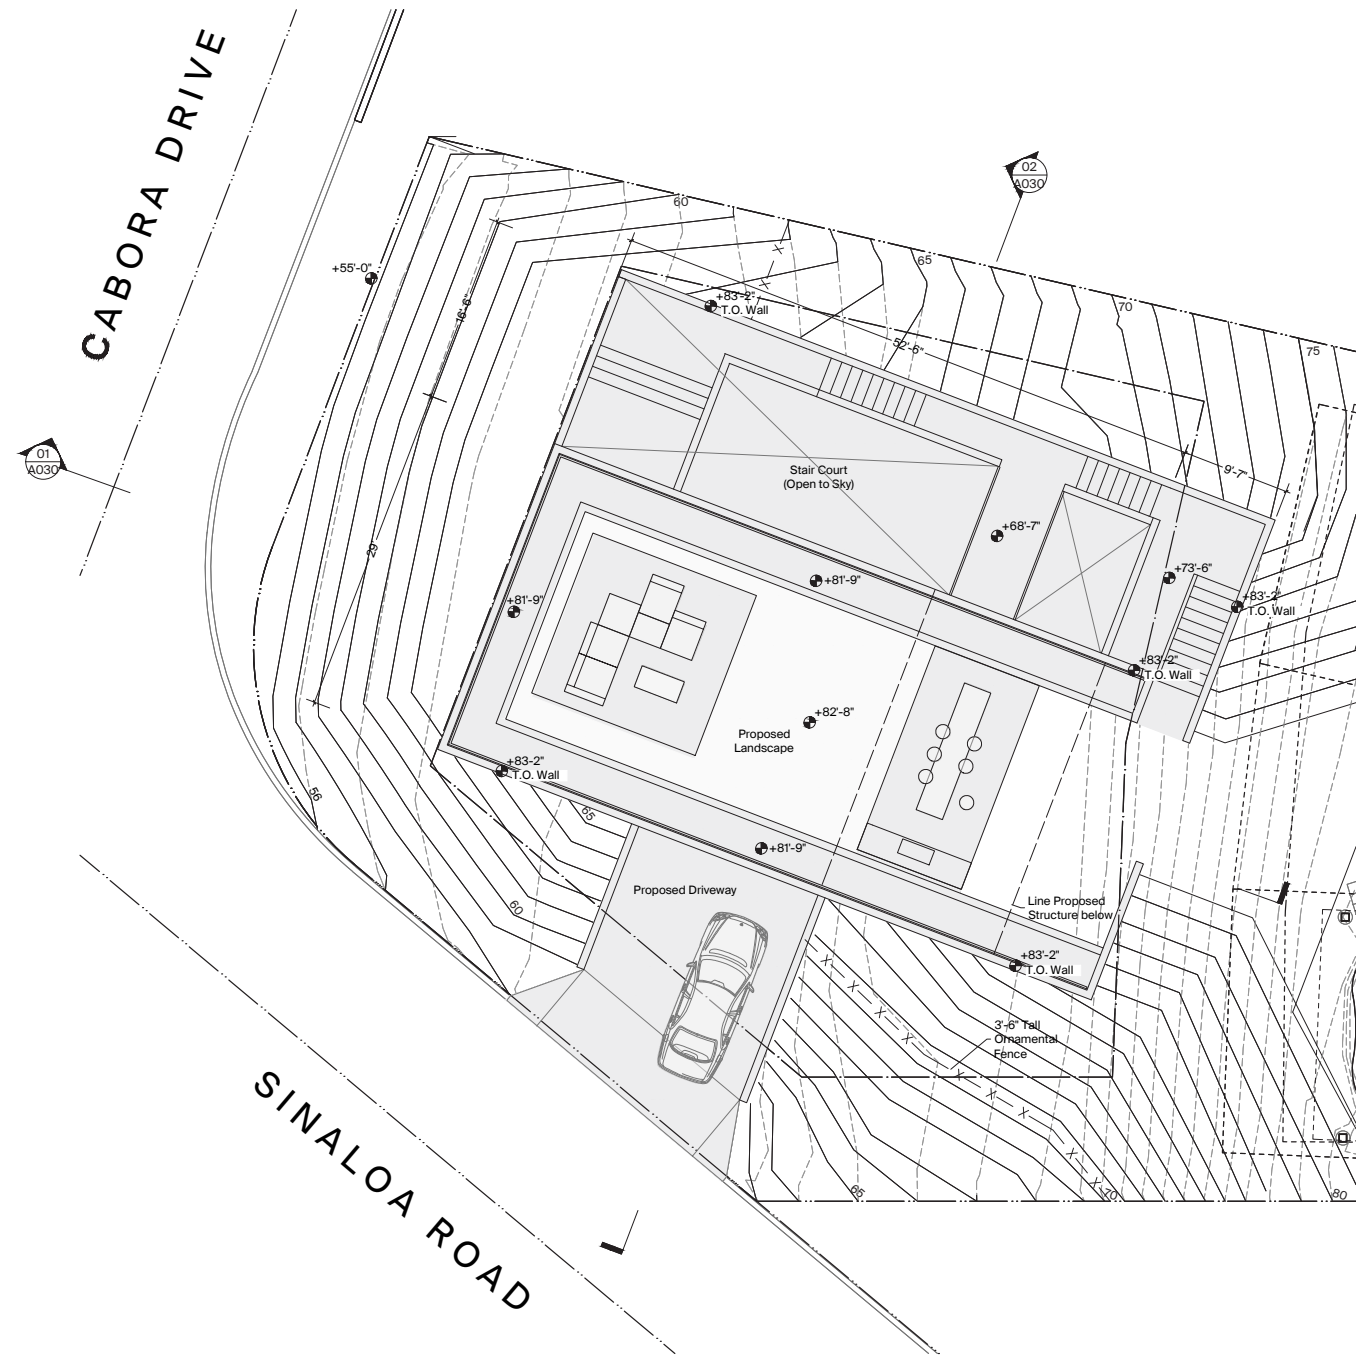 CABORA DRIVE
02
A030
60
65
+55'-0"
+83'-2"
T.O. Wall
70
16'-6"
52'-6"
75
01
A030
Stair Court
(Open to Sky)
9'-7"
+68'-7"
29
+81'-9"
+73'-6"
+81'-9"
+83'-2"
T.O. Wall
+83'-2"
T.O. Wall
+82'-8"
Proposed
Landscape
+83-2"
T.O. Wall
56
65
+81'-9"
Proposed Driveway
60
Line Proposed
Structure below
+83'-2"
T.O. Wall
X
X
X
X
X
X
X
X
X
X
X
X
3'-6" Tall
Ornamental
Fence
SINALOA ROAD
65
70
80